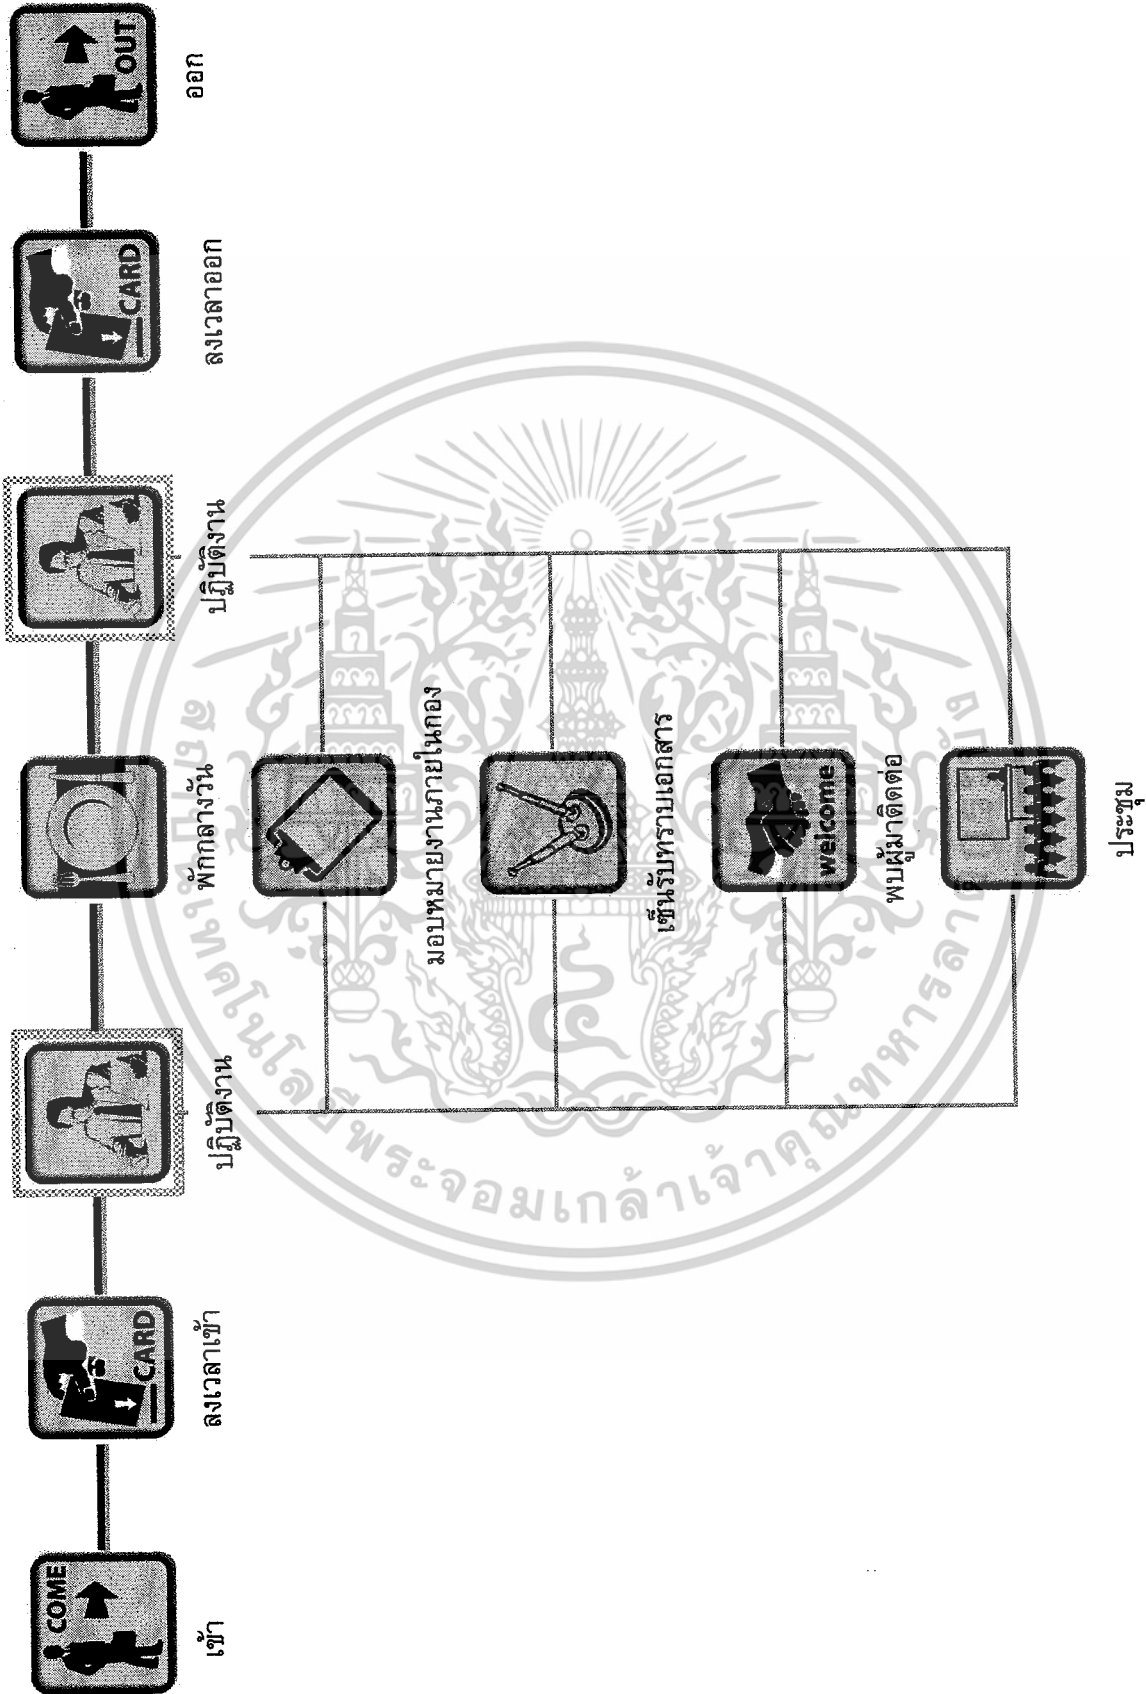 COME
CARD
CARD
OUT
เข้า
ลงเวลาเข้า
ปฏิบัติงาน
พักกลางวัน
ปฏิบัติงาน
ลงเวลาออก
ออก
มอบหมายงานภายในกอง
เซ็นรับทราบเอกสาร
welcome
พบผู้มาติดต่อ
ประชุม